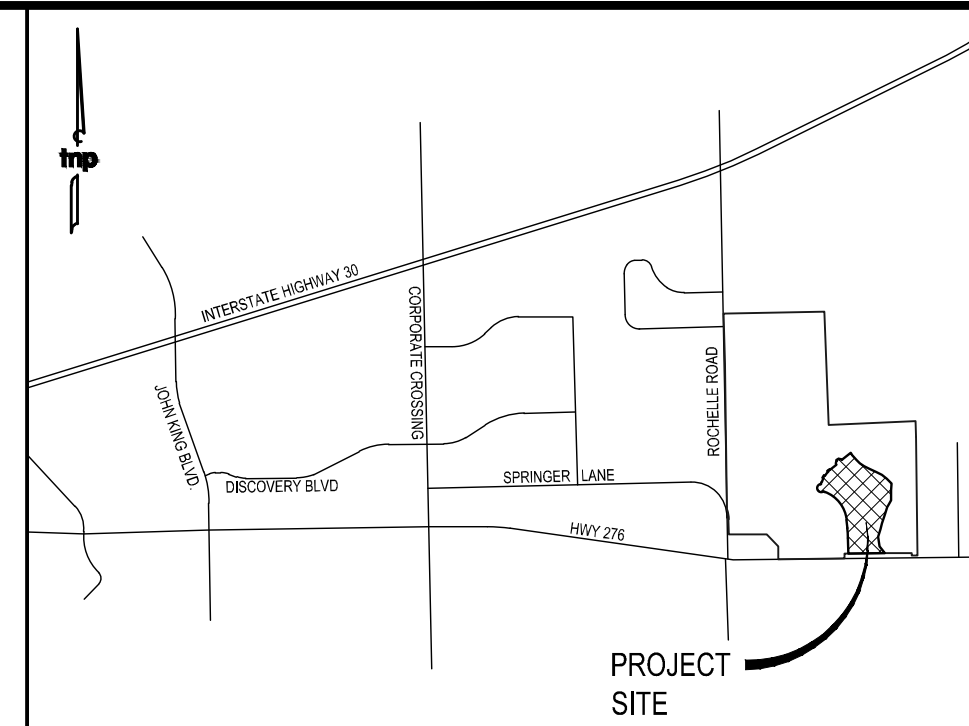 tnp
INTERSTATE HIGHWAY 30
CORPORATE CROSSING
ROCHELLE ROAD
JOHN KING BLVD.
DISCOVERY BLVD
SPRINGER LANE
HWY 276
PROJECT
SITE